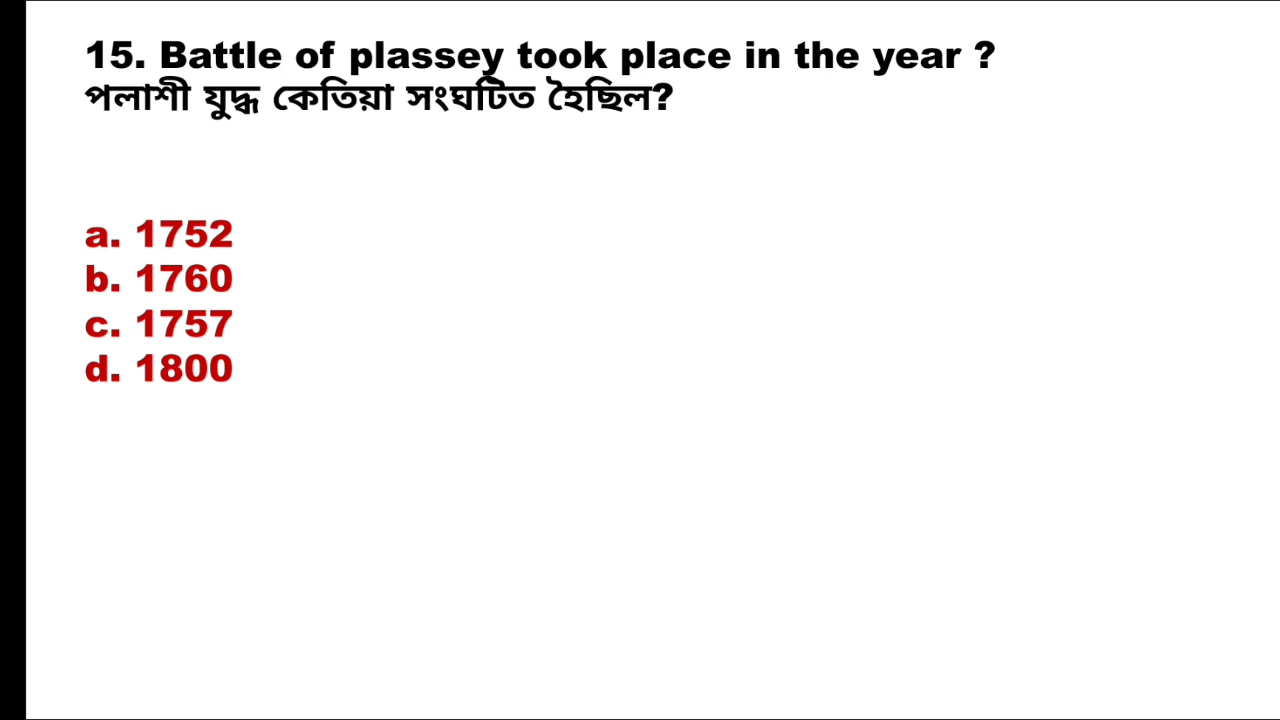 15. Battle of plassey took place in the year ?
পলাশী যুদ্ধ কেতিয়া সংঘটিত হৈছিল?
a. 1752
b. 1760
c. 1757
d. 1800